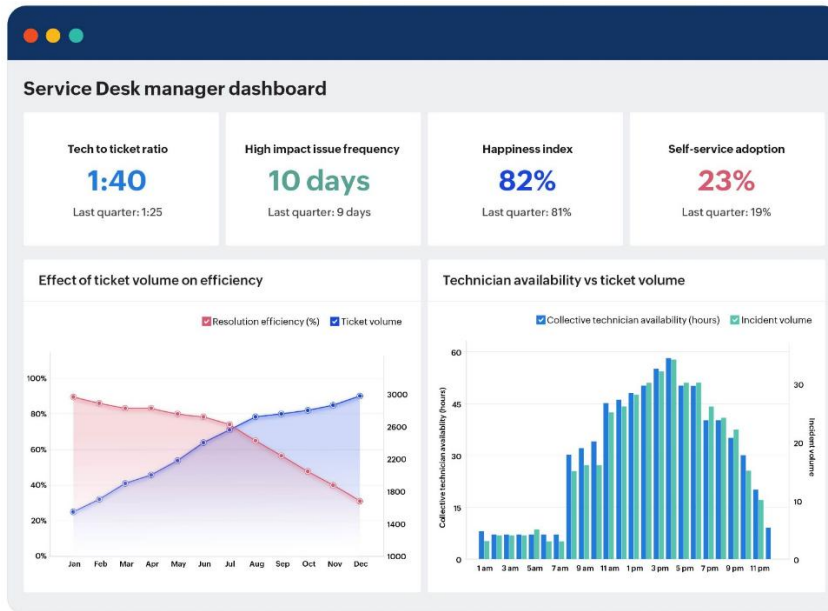 Service Desk manager dashboard
Tech to ticket ratio
1:40
Last quarter: 1:25
High impact issue frequency
10 days
Last quarter: 9 days
Happiness index
82%
Last quarter: 81%
Self-service adoption
23%
Last quarter: 19%
Effect of ticket volume on efficiency
Resolution efficiency (%) Ticket volume
100%
80%
60%
40%
20%
0%
3000
2600
2200
1800
1400
1000
Jan Feb Mar Apr May Jun Jul Aug Sep Oct Nov Dec
Technician availability vs ticket volume
Collective technician availability (hours) Incident volume
Collective technician availability (hours)
60
45
30
15
0
30
20
10
0
Incident volume
1 am 3 am 5am 7 am 9 am 11 am 1 pm 3 pm 5 pm 7 pm 9 pm 11 pm